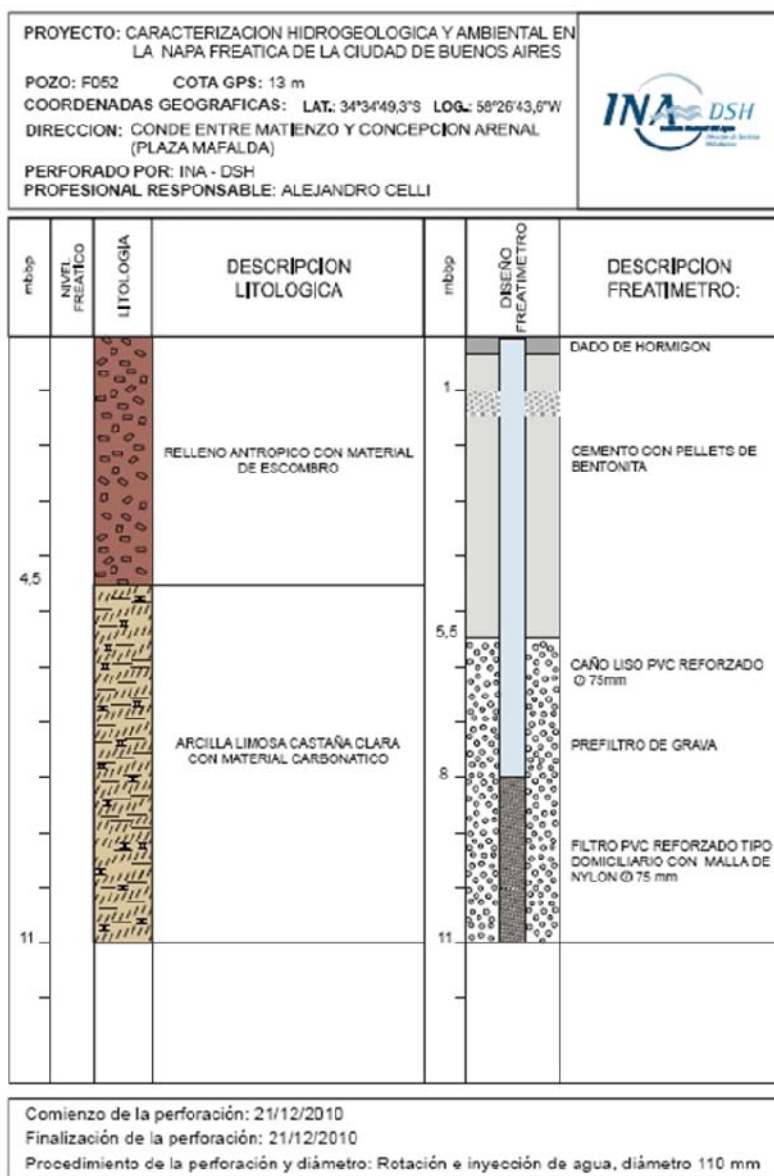 PROYECTO: CARACTERIZACION HIDROGEOLOGICA Y AMBIENTAL EN
LA NAPA FREATICA DE LA CIUDAD DE BUENOS AIRES
POZO: F052 COTA GPS: 13 m
COORDENADAS GEOGRAFICAS: LAT.: 34°34'49,3"S LOG.: 58°26'43,6"W
DIRECCION: CONDE ENTRE MATIENZO Y CONCEPCION ARENAL
(PLAZA MAFALDA)
PERFORADO POR: INA - DSH
PROFESIONAL RESPONSABLE: ALEJANDRO CELLI
INA DSH
mbbp
NIVEL
FREATICO
LITOLOGÍA
DESCRIPCION
LITOLOGICA
mbbp
DISEÑO
FREATIMETRO
DESCRIPCION
FREATIMETRO:
RELLENO ANTROPICO CON MATERIAL
DE ESCOMBRO
4,5
ARCILLA LIMOSA CASTAÑA CLARA
CON MATERIAL CARBONATICO
11
DADO DE HORMIGON
1
CEMENTO CON PELLETS DE
BENTONITA
5,5
CAÑO LISO PVC REFORZADO
∅ 75mm
PREFILTRO DE GRAVA
8
FILTRO PVC REFORZADO TIPO
DOMICILIARIO CON MALLA DE
NYLON ∅ 75 mm
11
Comienzo de la perforación: 21/12/2010
Finalización de la perforación: 21/12/2010
Procedimiento de la perforación y diámetro: Rotación e inyección de agua, diámetro 110 mm